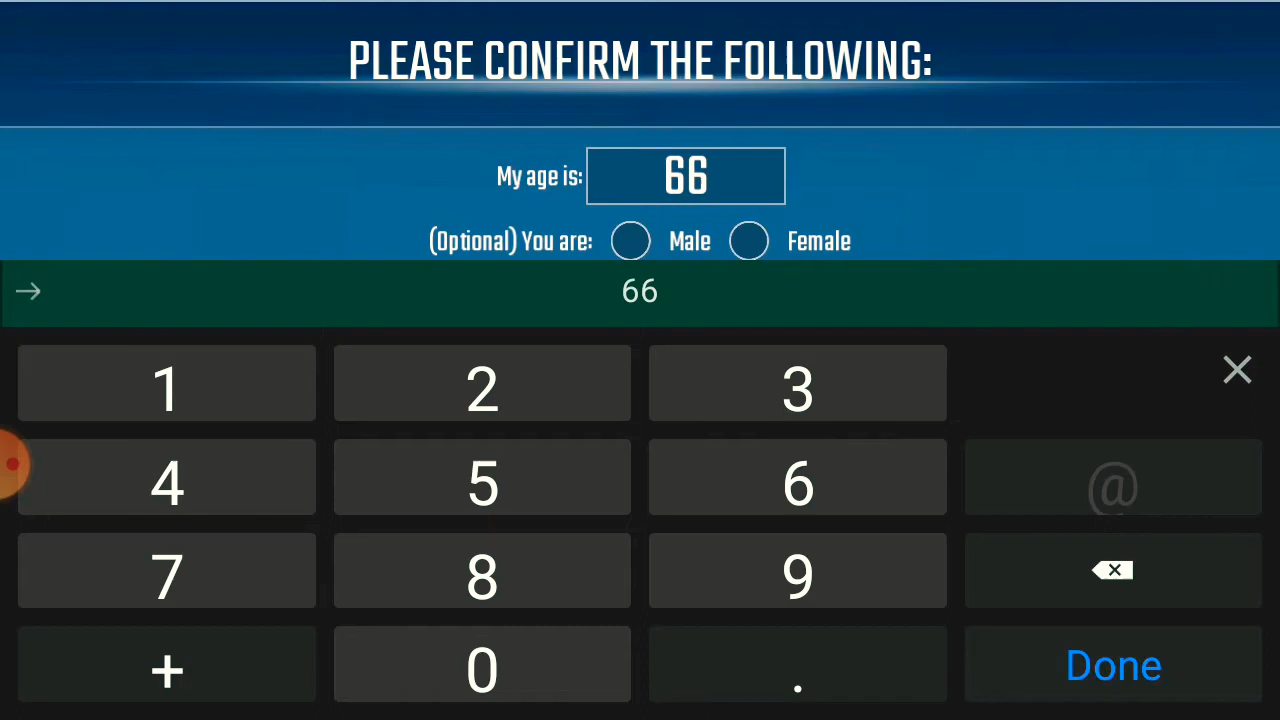 PLEASE CONFIRM THE FOLLOWING:
My age is: 66
(Optional) You are: Male Female
→ 66
1 2 3
4 5 6 @
7 8 9
+ 0 . Done